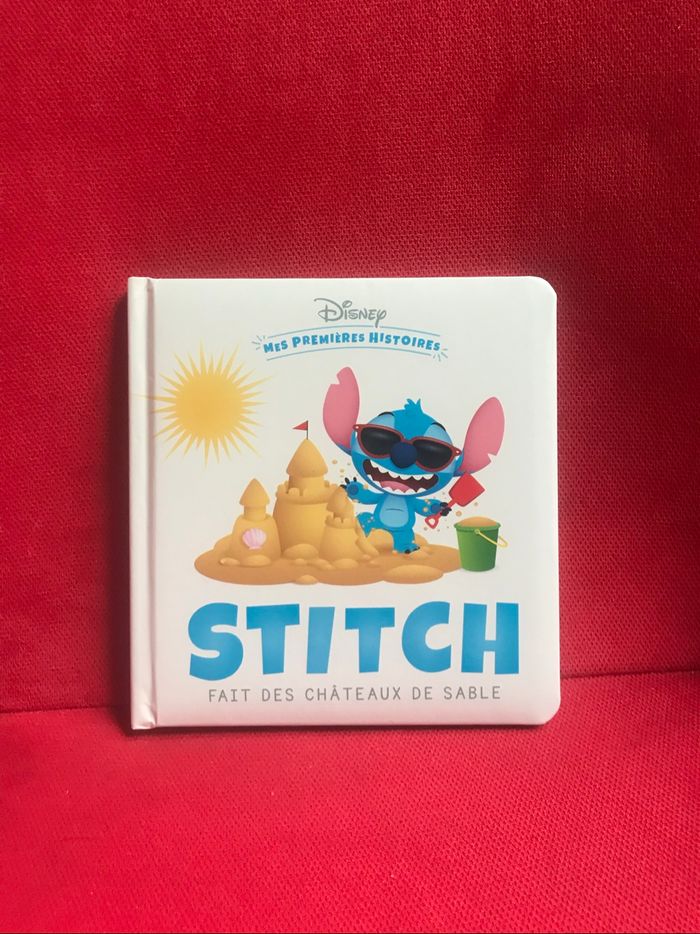 Disney
MES PREMIÈRES HISTOIRES
STITCH
FAIT DES CHÂTEAUX DE SABLE